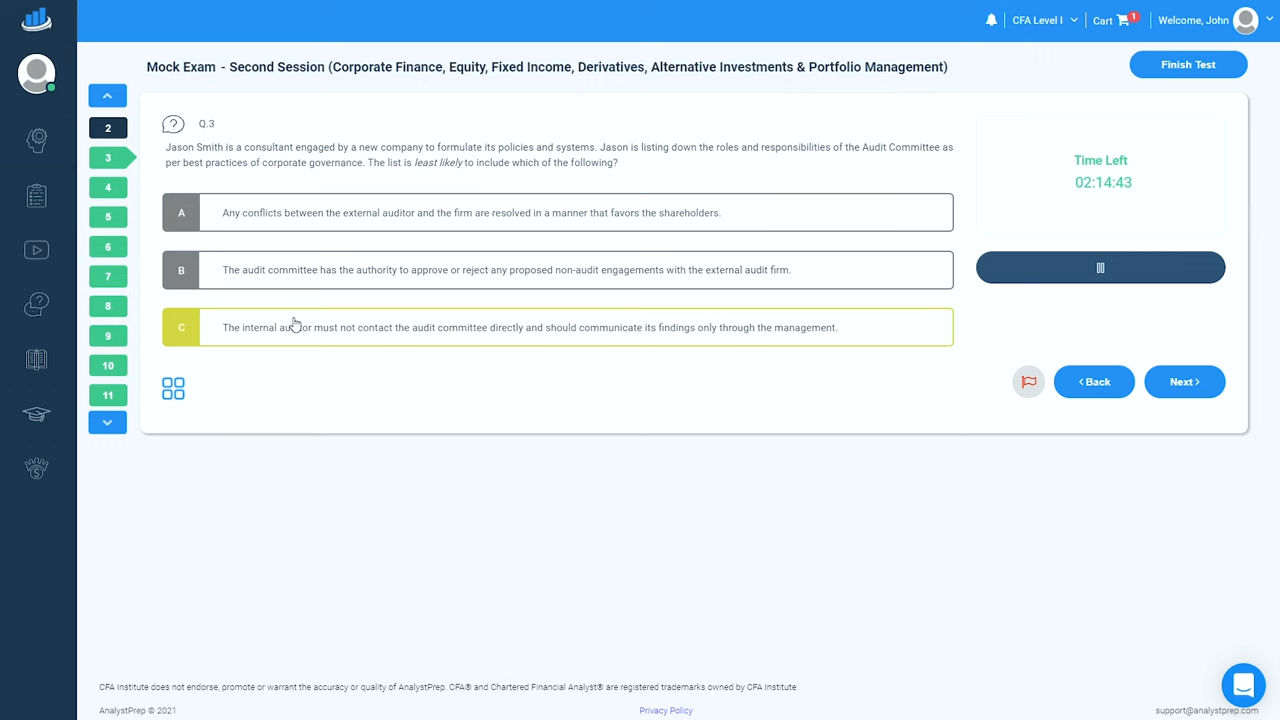 CFA Level I
Cart
1
Welcome, John
Mock Exam - Second Session (Corporate Finance, Equity, Fixed Income, Derivatives, Alternative Investments & Portfolio Management)
Finish Test
2
3
4
5
6
7
8
9
10
11
Q.3
Jason Smith is a consultant engaged by a new company to formulate its policies and systems. Jason is listing down the roles and responsibilities of the Audit Committee as
per best practices of corporate governance. The list is least likely to include which of the following?
A
Any conflicts between the external auditor and the firm are resolved in a manner that favors the shareholders.
B
The audit committee has the authority to approve or reject any proposed non-audit engagements with the external audit firm.
C
The internal auditor must not contact the audit committee directly and should communicate its findings only through the management.
Time Left
02:14:43
Back
Next
CFA Institute does not endorse, promote or warrant the accuracy or quality of AnalystPrep. CFA® and Chartered Financial Analyst® are registered trademarks owned by CFA Institute.
AnalystPrep © 2021
Privacy Policy
support@analystprep.com